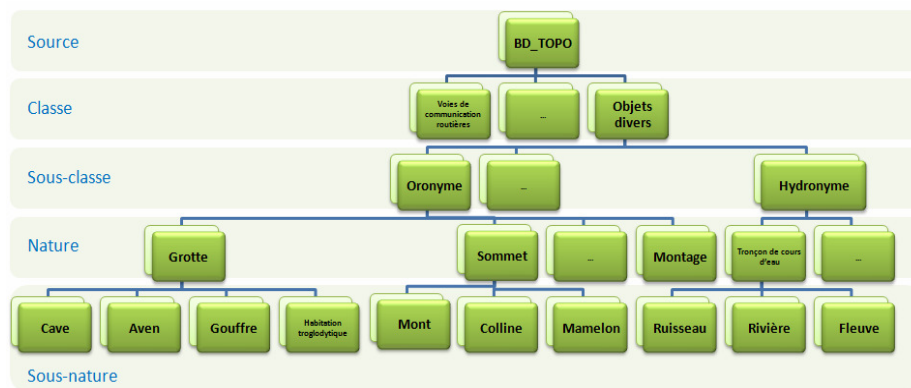 Source
BD_TOPO
Classe
Voies de
communication
routières
...
Objets
divers
Sous-classe
Oronyme
...
Hydronyme
Nature
Grotte
Sommet
...
Montage
Tronçon de cours
d'eau
...
Cave
Aven
Gouffre
Habitation
troglodytique
Mont
Colline
Mamelon
Ruisseau
Rivière
Fleuve
Sous-nature